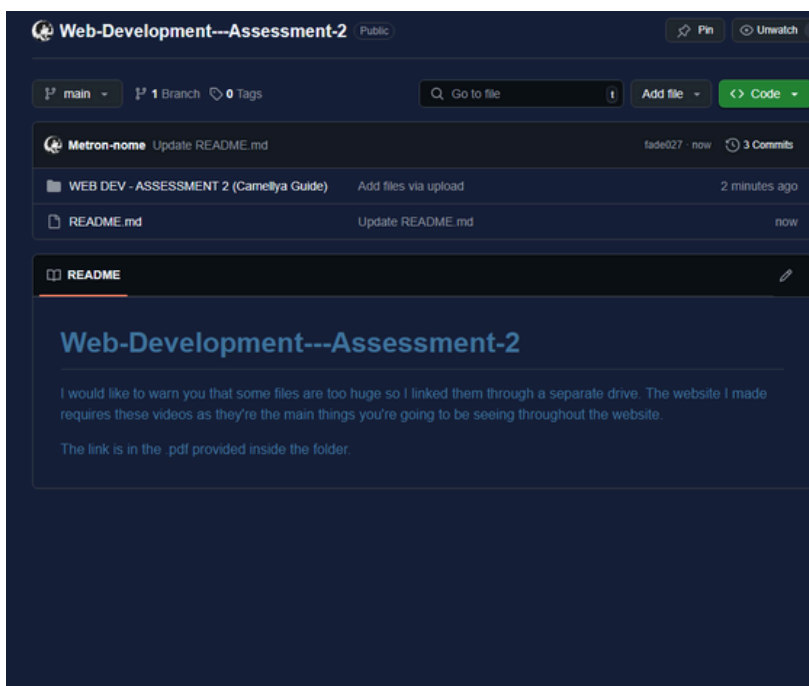 Web-Development---Assessment-2 Public
Pin
Unwatch
main
1 Branch
0 Tags
Go to file
t
Add file
Code
Metron-nome Update README.md
fade027 · now
3 Commits
WEB DEV - ASSESSMENT 2 (Camellya Guide) Add files via upload 2 minutes ago
README.md Update README.md now
README
Web-Development---Assessment-2
I would like to warn you that some files are too huge so I linked them through a separate drive. The website I made
requires these videos as they're the main things you're going to be seeing throughout the website.
The link is in the .pdf provided inside the folder.